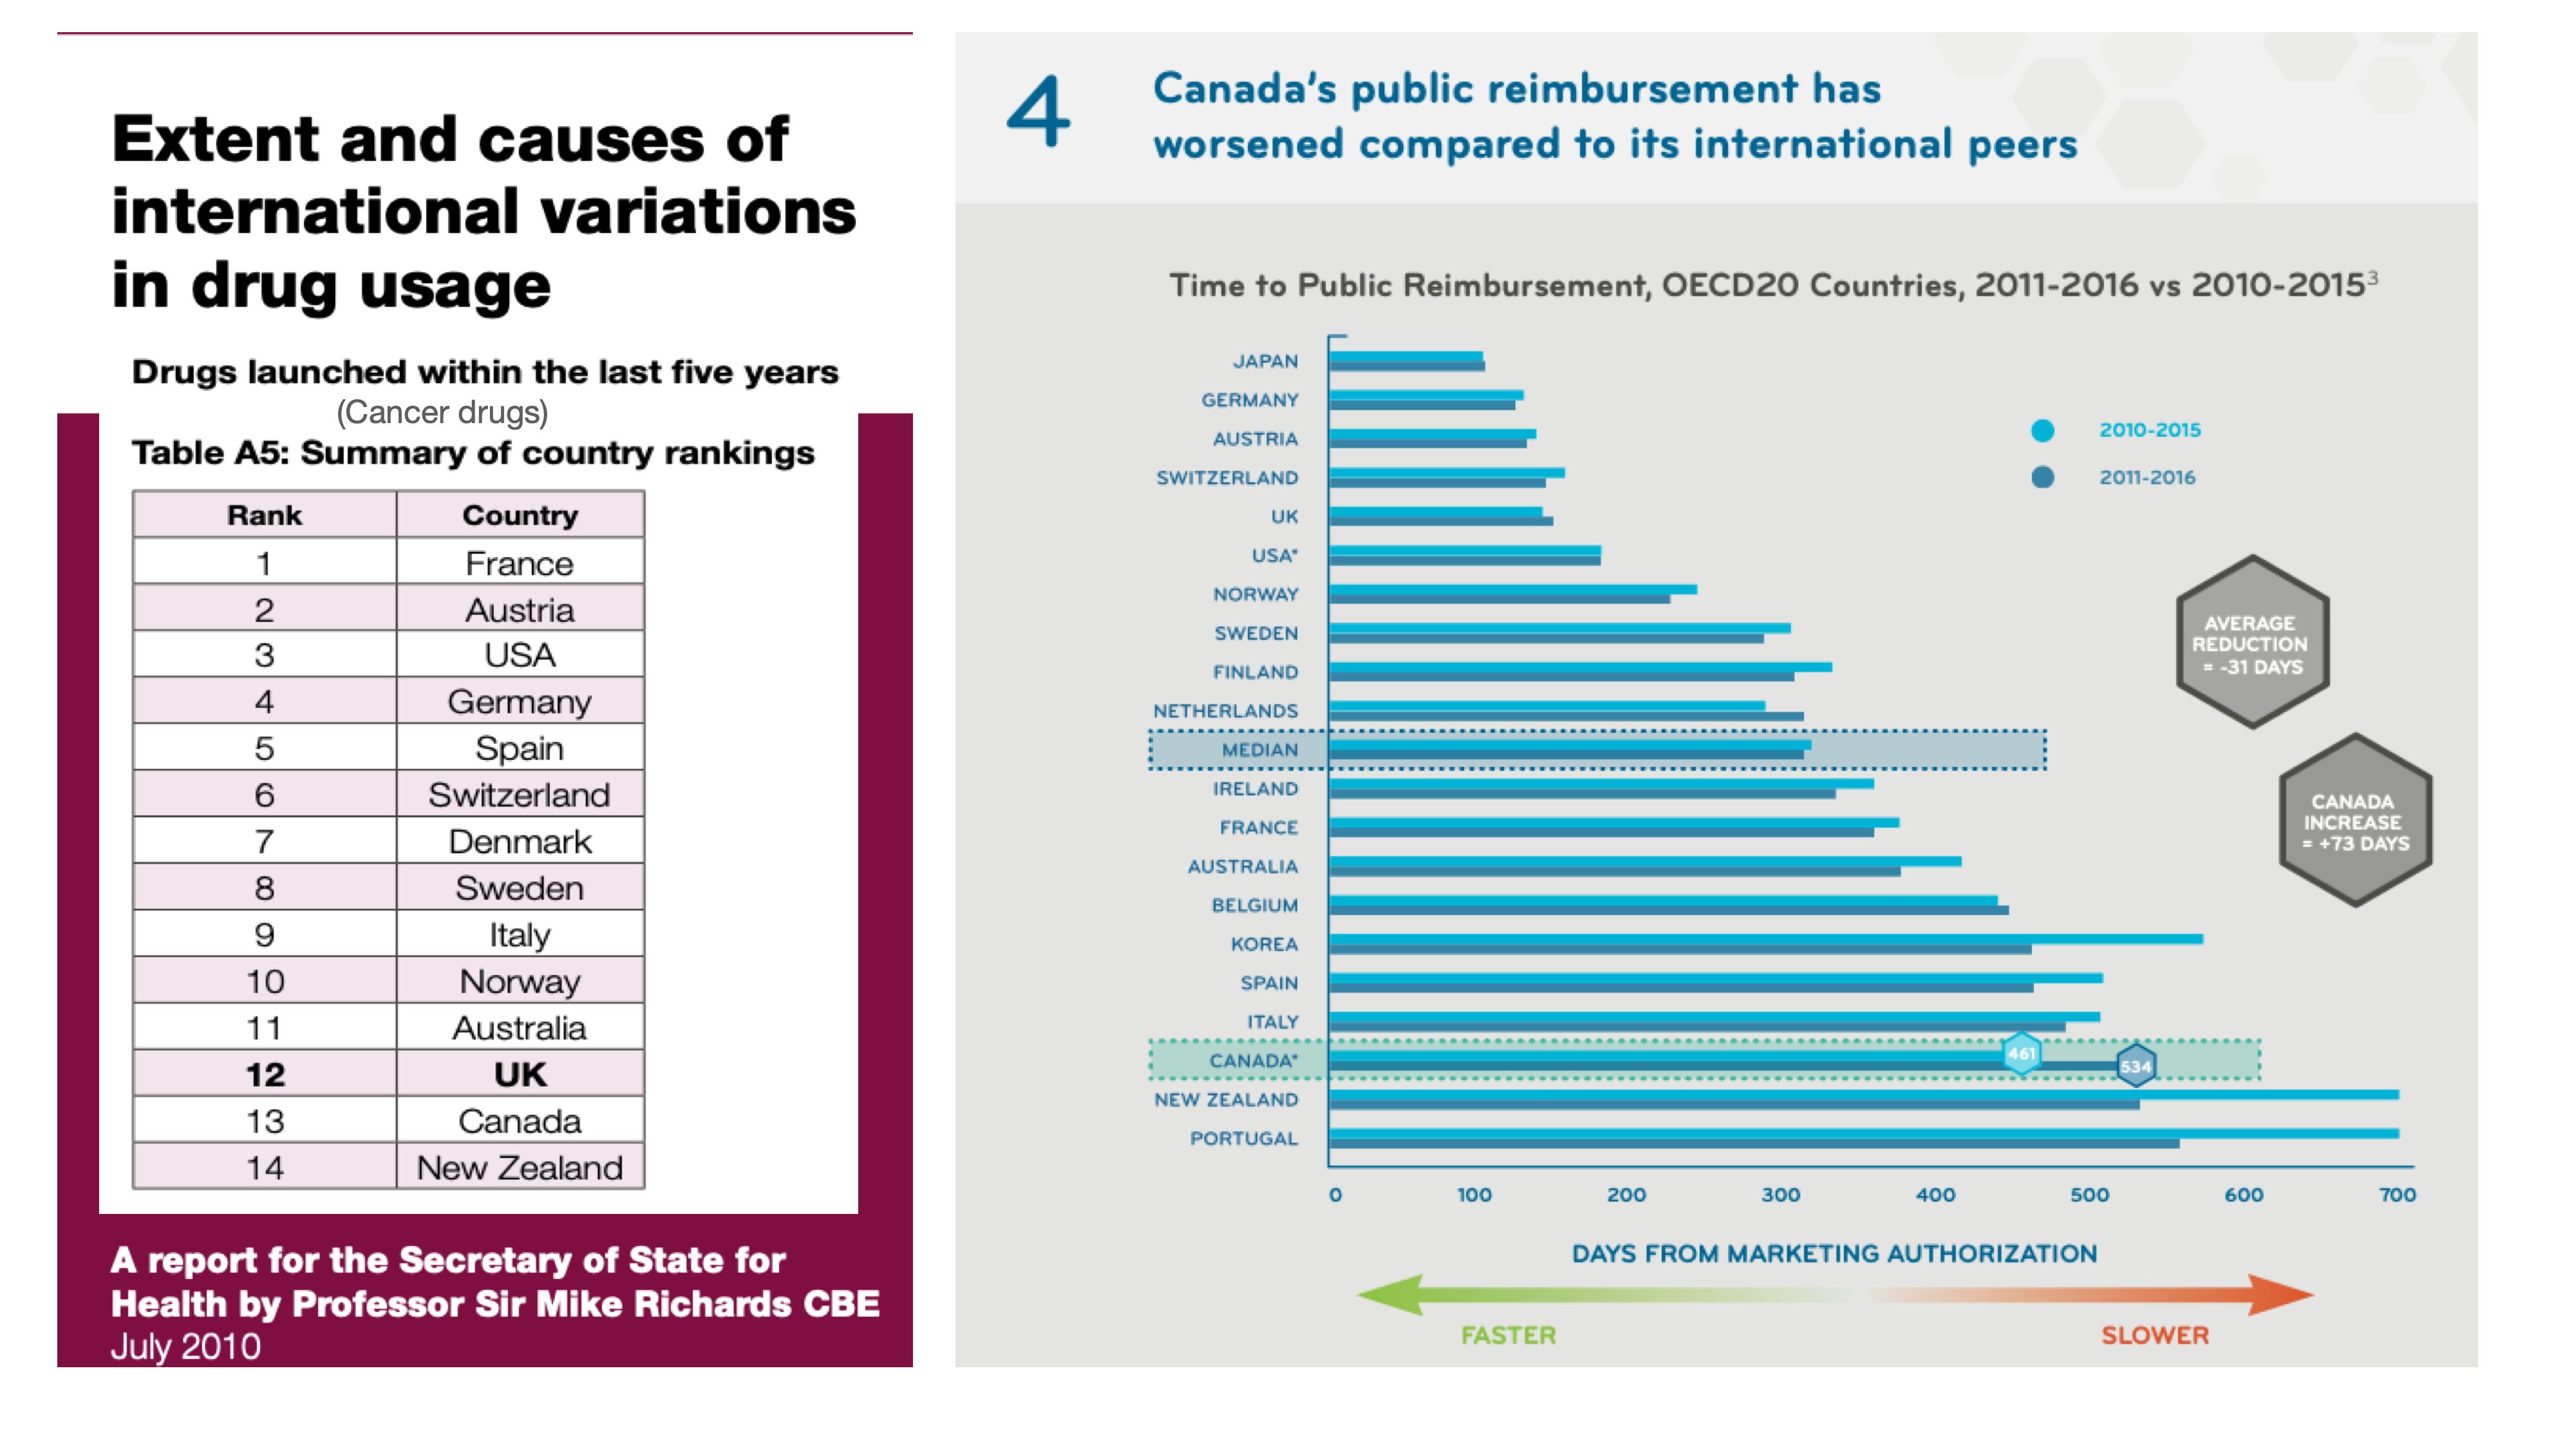 Extent and causes of
international variations
in drug usage
Drugs launched within the last five years
(Cancer drugs)
Table A5: Summary of country rankings
Rank Country
1 France
2 Austria
3 USA
4 Germany
5 Spain
6 Switzerland
7 Denmark
8 Sweden
9 Italy
10 Norway
11 Australia
12 UK
13 Canada
14 New Zealand
A report for the Secretary of State for
Health by Professor Sir Mike Richards CBE
July 2010
4
Canada's public reimbursement has
worsened compared to its international peers
Time to Public Reimbursement, OECD20 Countries, 2011-2016 vs 2010-2015³
JAPAN
GERMANY
AUSTRIA
SWITZERLAND
UK
USA*
NORWAY
SWEDEN
FINLAND
NETHERLANDS
MEDIAN
IRELAND
FRANCE
AUSTRALIA
BELGIUM
KOREA
SPAIN
ITALY
CANADA* 461 534
NEW ZEALAND
PORTUGAL
2010-2015
2011-2016
AVERAGE
REDUCTION
= -31 DAYS
CANADA
INCREASE
= +73 DAYS
0 100 200 300 400 500 600 700
DAYS FROM MARKETING AUTHORIZATION
FASTER SLOWER